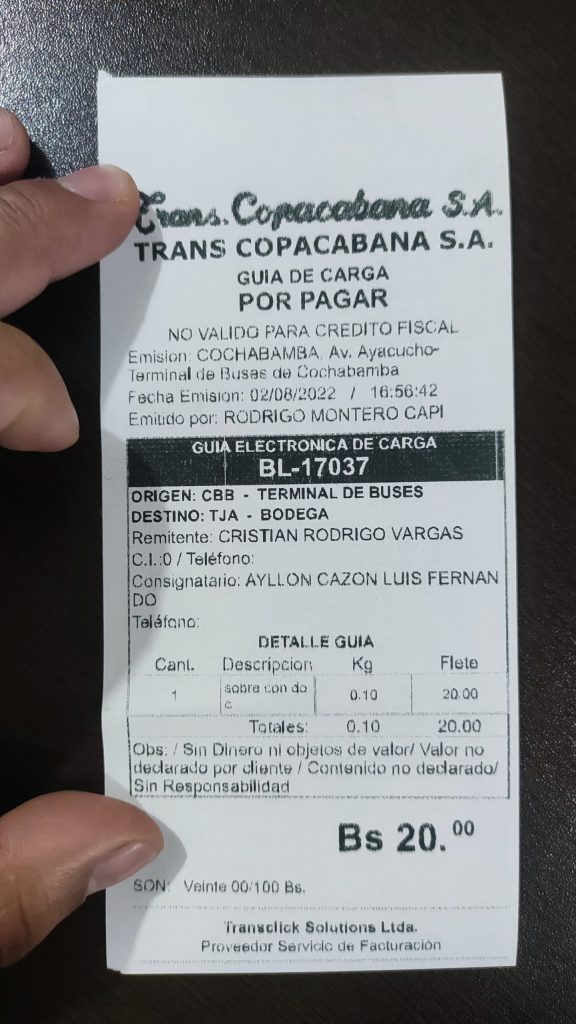 Trans. Copacabana S.A.
TRANS COPACABANA S.A.
GUIA DE CARGA
POR PAGAR
NO VALIDO PARA CREDITO FISCAL
Emision: COCHABAMBA, Av. Ayacucho-
Terminal de Buses de Cochabamba
Fecha Emision: 02/08/2022 / 16:56:42
Emitido por: RODRIGO MONTERO CAPI
GUIA ELECTRONICA DE CARGA
BL-17037
ORIGEN: CBB - TERMINAL DE BUSES
DESTINO: TJA - BODEGA
Remitente: CRISTIAN RODRIGO VARGAS
C.I.:0 / Teléfono:
Consignatario: AYLLON CAZON LUIS FERNAN
DO
Teléfono:
DETALLE GUIA
Cant. Descripcion Kg Flete
1 sobre con do 0.10 20.00
c
Totales: 0.10 20.00
Obs: / Sin Dinero ni objetos de valor/ Valor no
declarado por cliente / Contenido no declarado/
Sin Responsabilidad
Bs 20.00
SON: Veinte 00/100 Bs.
Transclick Solutions Ltda.
Proveedor Servicio de Facturación